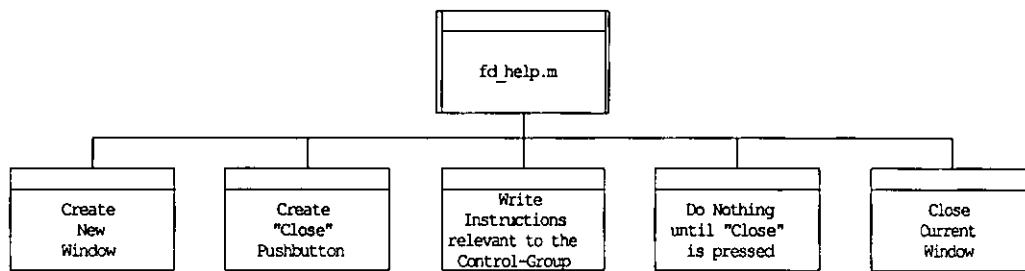 fd_help.m
Create
New
Window
Create
"Close"
Pushbutton
Write
Instructions
relevant to the
Control-Group
Do Nothing
until "Close"
is pressed
Close
Current
Window